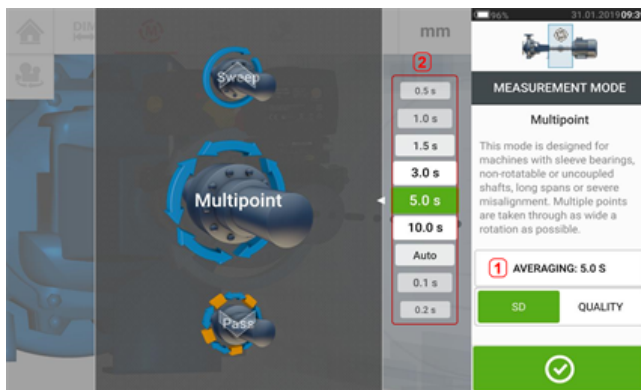 96%
31.01.2019 09:39
DIM
mm
Sweep
2
0.5 s
1.0 s
1.5 s
Multipoint
3.0 s
5.0 s
10.0 s
Auto
0.1 s
0.2 s
Pass
MEASUREMENT MODE
Multipoint
This mode is designed for
machines with sleeve bearings,
non-rotatable or uncoupled
shafts, long spans or severe
misalignment. Multiple points
are taken through as wide a
rotation as possible.
1 AVERAGING: 5.0 S
SD
QUALITY